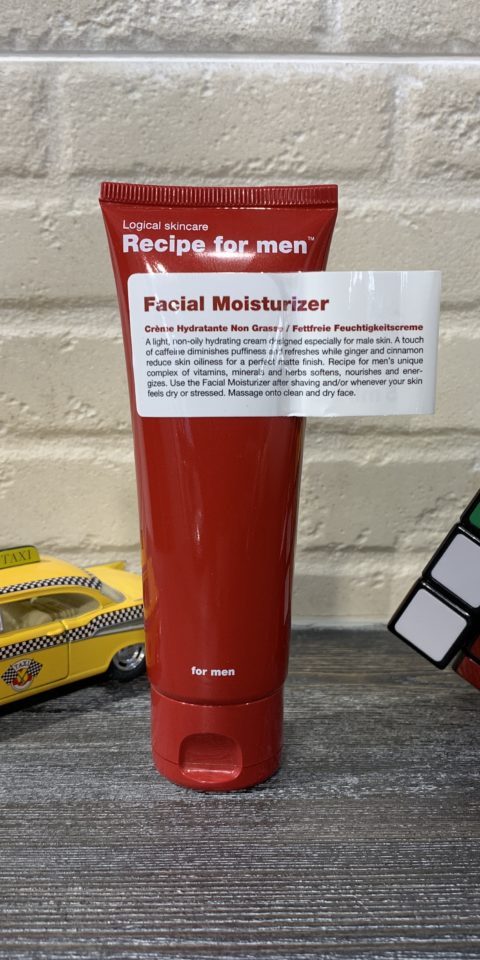 Logical skincare
Recipe for men™
Facial Moisturizer
Crème Hydratante Non Grasse / Fettfreie Feuchtigkeitscreme
A light, non-oily hydrating cream designed especially for male skin. A touch
of caffeine diminishes puffiness and refreshes while ginger and cinnamon
reduce skin oiliness for a perfect matte finish. Recipe for men's unique
complex of vitamins, minerals and herbs softens, nourishes and ener-
gizes. Use the Facial Moisturizer after shaving and/or whenever your skin
feels dry or stressed. Massage onto clean and dry face.
TAXI
TAXI
for men